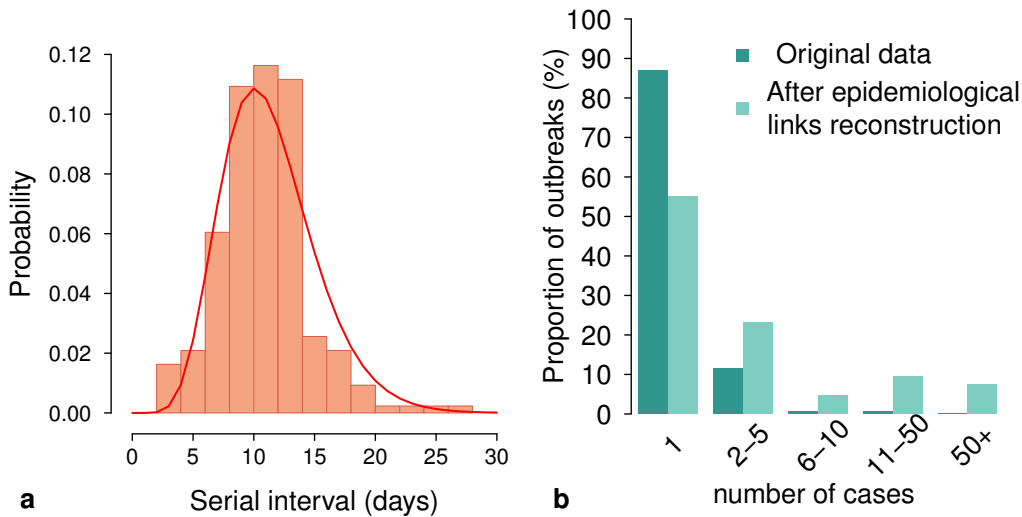 Probability
0.12
0.10
0.08
0.06
0.04
0.02
0.00
0 5 10 15 20 25 30
Serial interval (days)
a
Proportion of outbreaks (%)
100
90
80
70
60
50
40
30
20
10
0
Original data
After epidemiological
links reconstruction
1 2–5 6–10 11–50 50+
number of cases
b